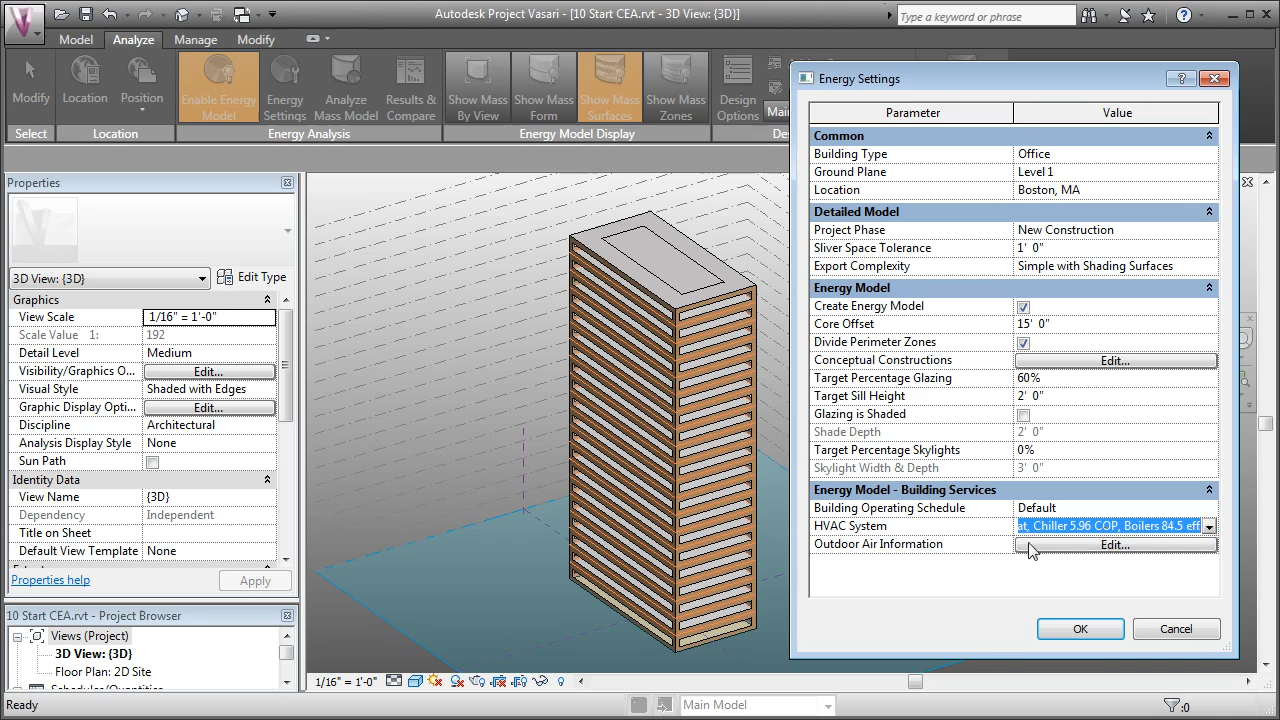 Autodesk Project Vasari - [10 Start CEA.rvt - 3D View: {3D}]
Type a keyword or phrase
Model Analyze Manage Modify
Modify
Location
Position
Enable Energy
Model
Energy
Settings
Analyze
Mass Model
Results &
Compare
Show Mass
By View
Show Mass
Form
Show Mass
Surfaces
Show Mass
Zones
Design
Options
Select
Location
Energy Analysis
Energy Model Display
Properties
3D View: {3D}
Edit Type
Graphics
View Scale 1/16" = 1'-0"
Scale Value 1: 192
Detail Level Medium
Visibility/Graphics O... Edit...
Visual Style Shaded with Edges
Graphic Display Opti... Edit...
Discipline Architectural
Analysis Display Style None
Sun Path
Identity Data
View Name {3D}
Dependency Independent
Title on Sheet
Default View Template None
Properties help
Apply
10 Start CEA.rvt - Project Browser
Views (Project)
3D View: {3D}
Floor Plan: 2D Site
1/16" = 1'-0"
Ready
Main Model
:0
Energy Settings
Parameter Value
Common
Building Type Office
Ground Plane Level 1
Location Boston, MA
Detailed Model
Project Phase New Construction
Sliver Space Tolerance 1' 0"
Export Complexity Simple with Shading Surfaces
Energy Model
Create Energy Model
Core Offset 15' 0"
Divide Perimeter Zones
Conceptual Constructions Edit...
Target Percentage Glazing 60%
Target Sill Height 2' 0"
Glazing is Shaded
Shade Depth 2' 0"
Target Percentage Skylights 0%
Skylight Width & Depth 3' 0"
Energy Model - Building Services
Building Operating Schedule Default
HVAC System at, Chiller 5.96 COP, Boilers 84.5 eff
Outdoor Air Information Edit...
OK
Cancel